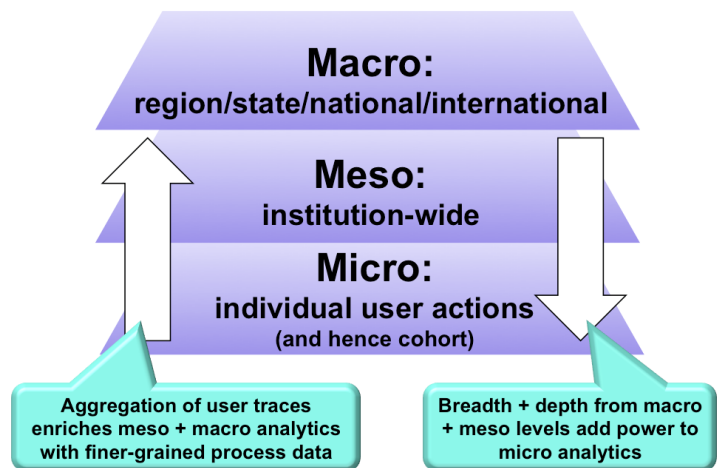 Macro:
region/state/national/international
Meso:
institution-wide
Micro:
individual user actions
(and hence cohort)
Aggregation of user traces
enriches meso + macro analytics
with finer-grained process data
Breadth + depth from macro
+ meso levels add power to
micro analytics